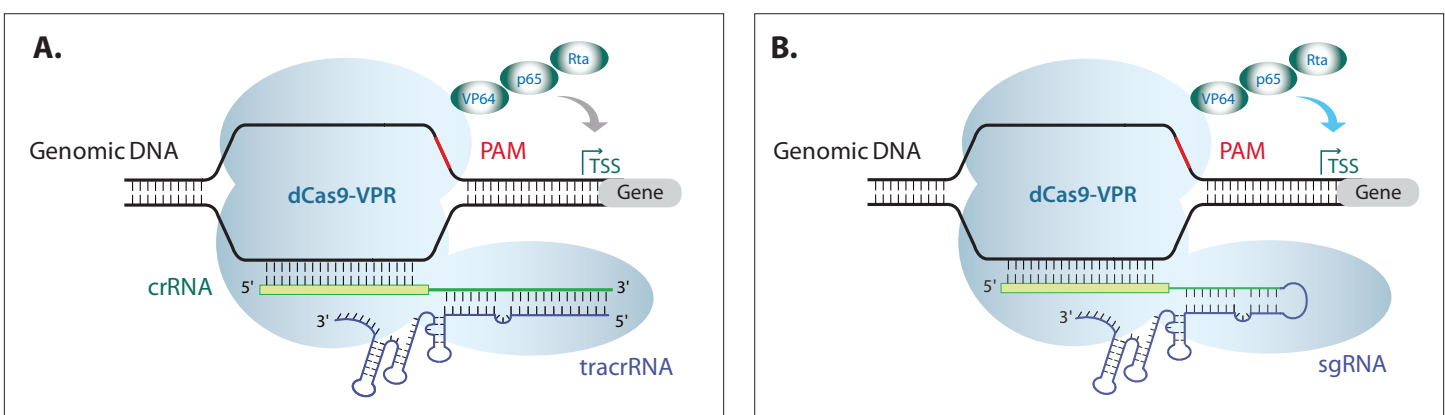 A.
VP64
p65
Rta
Genomic DNA
PAM
TSS
Gene
dCas9-VPR
crRNA
5'
3'
3'
5'
tracrRNA
B.
VP64
p65
Rta
Genomic DNA
PAM
TSS
Gene
dCas9-VPR
5'
3'
sgRNA